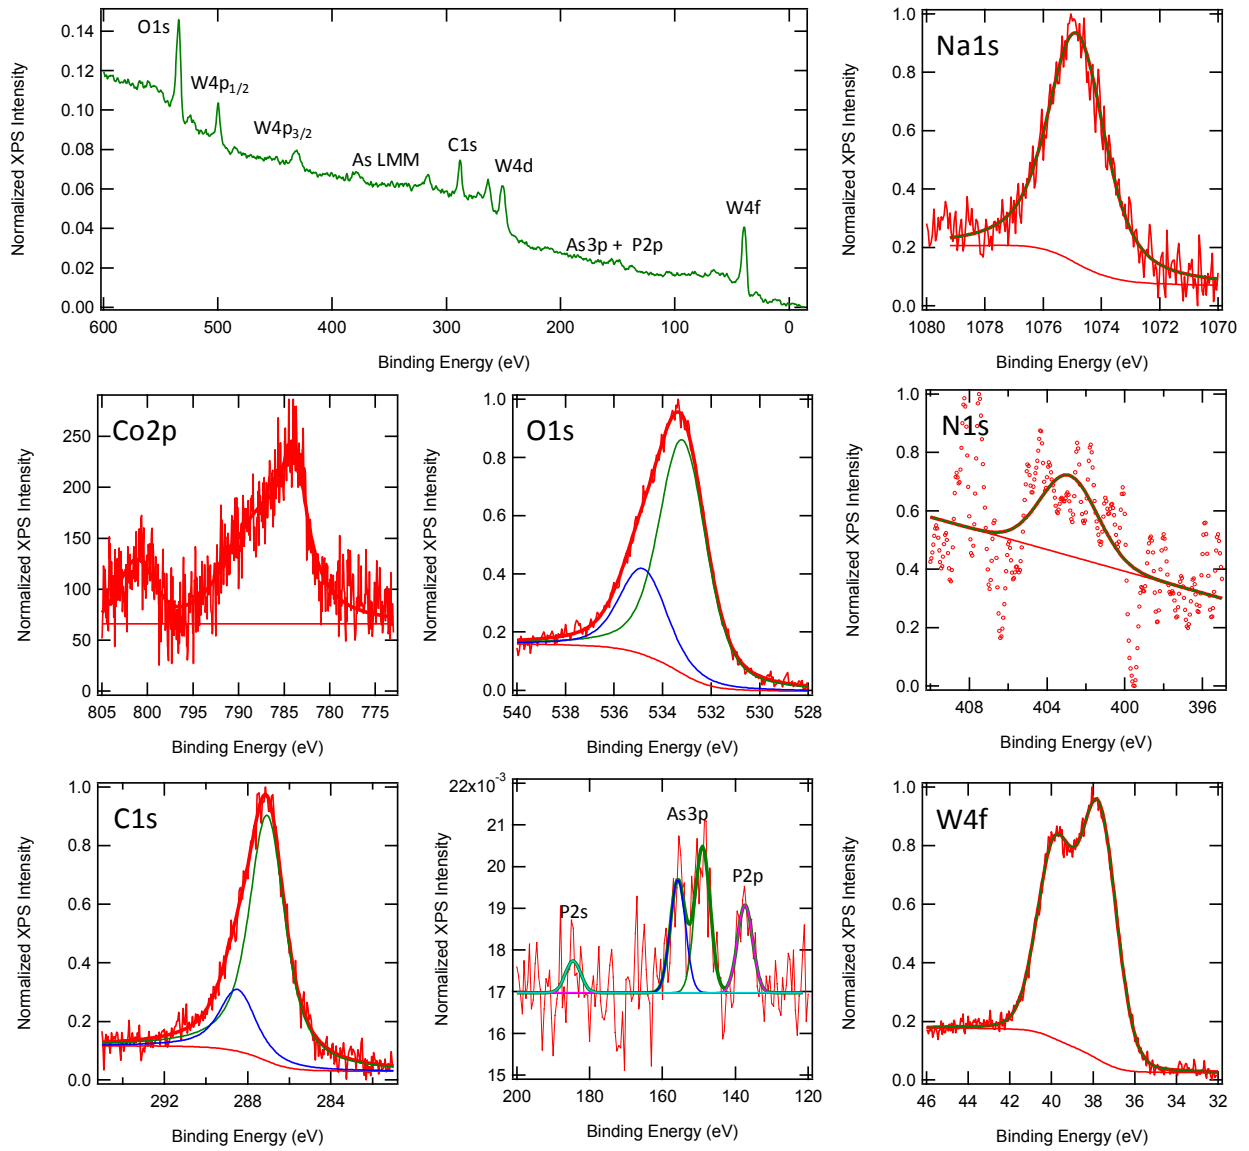 O1s
W4p1/2
W4p3/2
As LMM
C1s
W4d
As3p + P2p
W4f
0.14
0.12
0.10
0.08
0.06
0.04
0.02
0.00
Normalized XPS Intensity
600 500 400 300 200 100 0
Binding Energy (eV)
Na1s
1.0
0.8
0.6
0.4
0.2
0.0
Normalized XPS Intensity
1080 1078 1076 1074 1072 1070
Binding Energy (eV)
Co2p
250
200
150
100
50
0
Normalized XPS Intensity
805 800 795 790 785 780 775
Binding Energy (eV)
O1s
1.0
0.8
0.6
0.4
0.2
0.0
Normalized XPS Intensity
540 538 536 534 532 530 528
Binding Energy (eV)
N1s
1.0
0.8
0.6
0.4
0.2
0.0
Normalized XPS Intensity
408 404 400 396
Binding Energy (eV)
C1s
1.0
0.8
0.6
0.4
0.2
0.0
Normalized XPS Intensity
292 288 284
Binding Energy (eV)
P2s
As3p
P2p
22x10⁻³
21
20
19
18
17
16
15
Normalized XPS Intensity
200 180 160 140 120
Binding Energy (eV)
W4f
1.0
0.8
0.6
0.4
0.2
0.0
Normalized XPS Intensity
46 44 42 40 38 36 34 32
Binding Energy (eV)